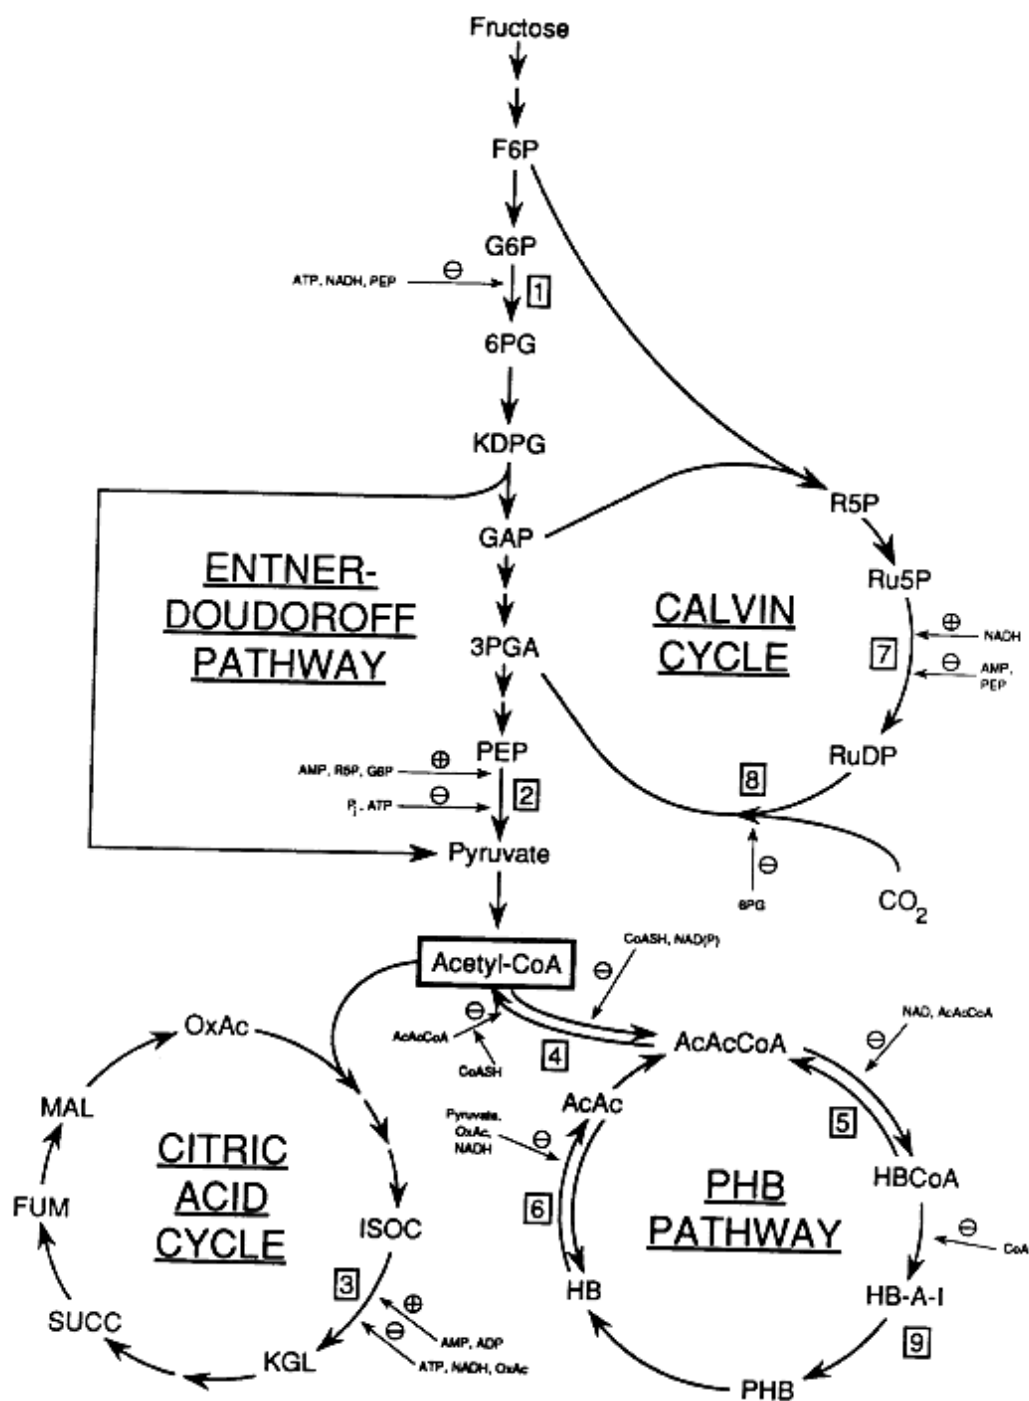 Fructose
F6P
G6P
ATP, NADH, PEP
⊖
1
6PG
KDPG
GAP
R5P
ENTNER-
DOUDOROFF
PATHWAY
CALVIN
CYCLE
Ru5P
3PGA
7
⊕
NADH
⊖
AMP,
PEP
PEP
AMP, R5P, G6P
⊕
Pi, ATP
⊖
2
RuDP
8
Pyruvate
⊖
6PG
CO2
Acetyl-CoA
CoASH, NAD(P)
⊖
⊖
AcAcCoA
CoASH
4
OxAc
AcAcCoA
NAD, AcAcCoA
⊖
MAL
AcAc
Pyruvate,
OxAc,
NADH
⊖
5
CITRIC
ACID
CYCLE
PHB
PATHWAY
FUM
ISOC
6
HBCoA
⊖
CoA
3
HB
HB-A-I
SUCC
⊕
⊖
AMP, ADP
9
KGL
ATP, NADH, OxAc
PHB